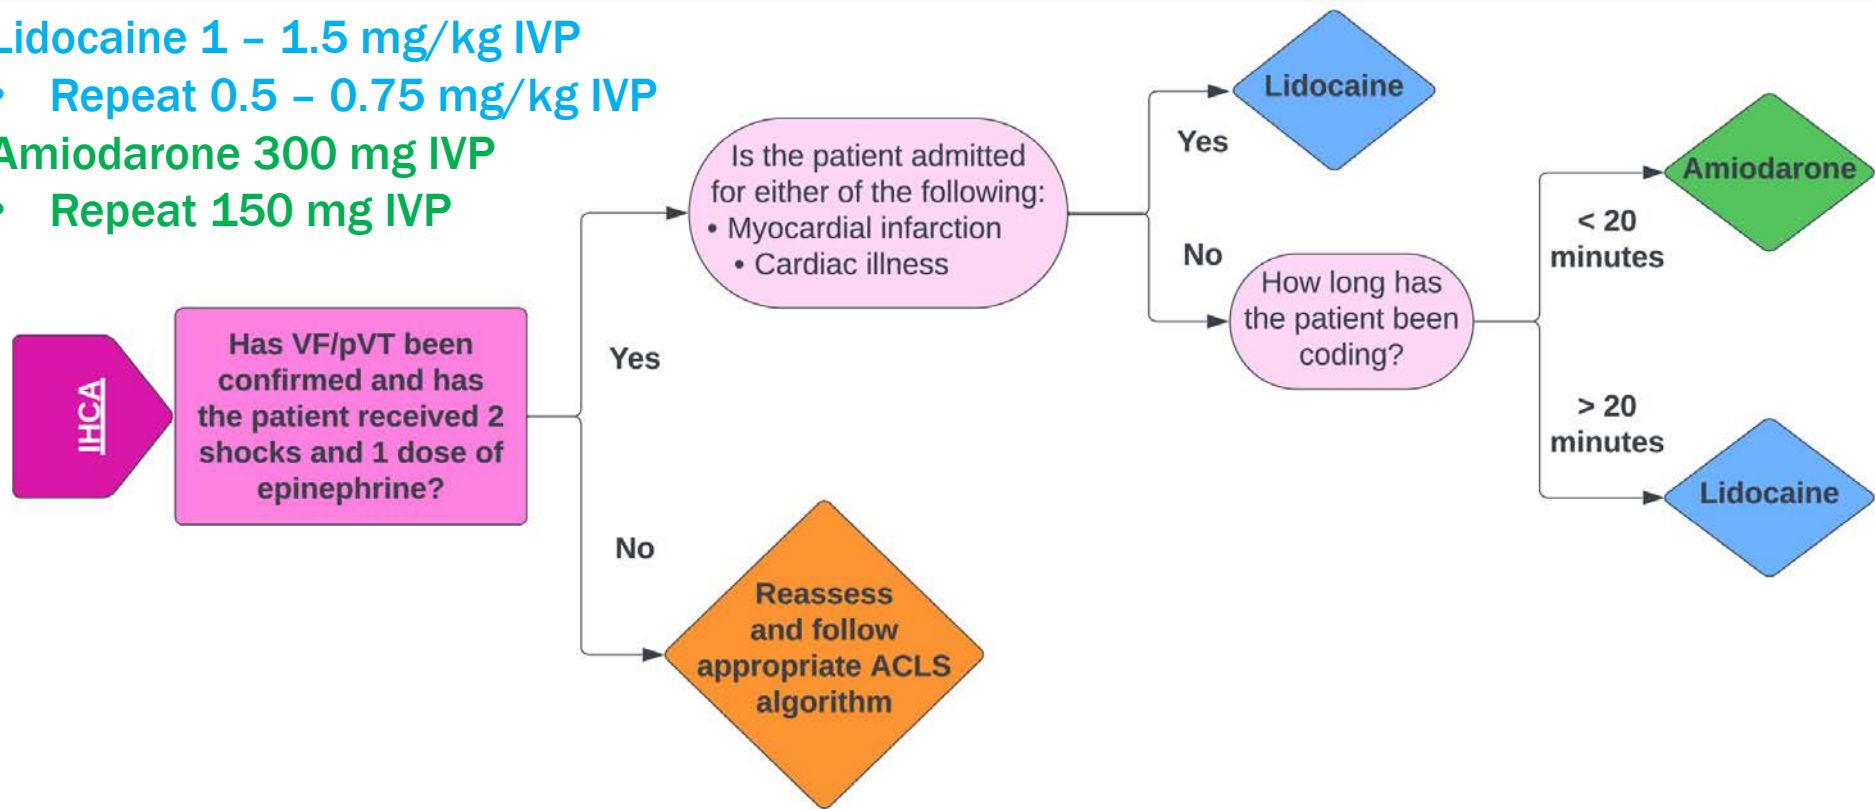 Lidocaine 1 – 1.5 mg/kg IVP
• Repeat 0.5 – 0.75 mg/kg IVP
Amiodarone 300 mg IVP
• Repeat 150 mg IVP
IHCA
Has VF/pVT been
confirmed and has
the patient received 2
shocks and 1 dose of
epinephrine?
Yes
No
Is the patient admitted
for either of the following:
• Myocardial infarction
• Cardiac illness
Reassess
and follow
appropriate ACLS
algorithm
Yes
No
Lidocaine
How long has
the patient been
coding?
< 20
minutes
> 20
minutes
Amiodarone
Lidocaine